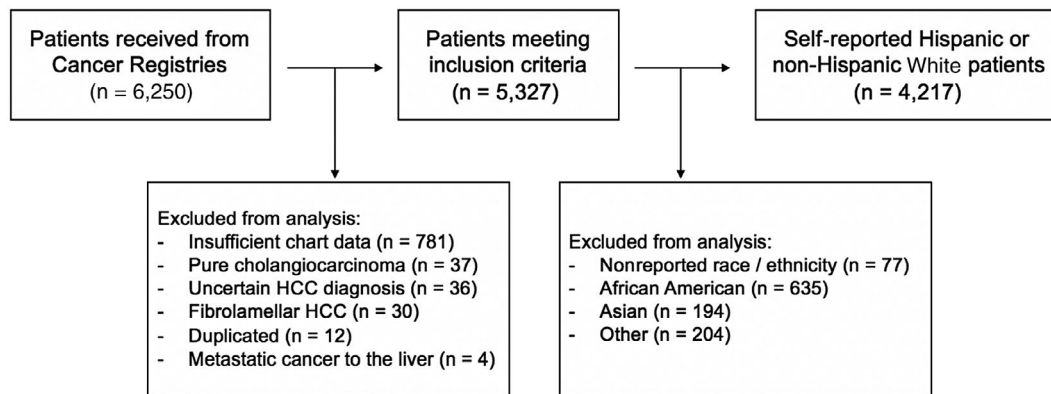 Patients received from
Cancer Registries
(n = 6,250)
Patients meeting
inclusion criteria
(n = 5,327)
Self-reported Hispanic or
non-Hispanic White patients
(n = 4,217)
Excluded from analysis:
- Insufficient chart data (n = 781)
- Pure cholangiocarcinoma (n = 37)
- Uncertain HCC diagnosis (n = 36)
- Fibrolamellar HCC (n = 30)
- Duplicated (n = 12)
- Metastatic cancer to the liver (n = 4)
Excluded from analysis:
- Nonreported race / ethnicity (n = 77)
- African American (n = 635)
- Asian (n = 194)
- Other (n = 204)